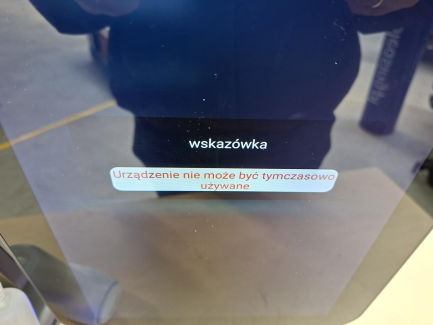 wskazówka
Urządzenie nie może być tymczasowo
używane